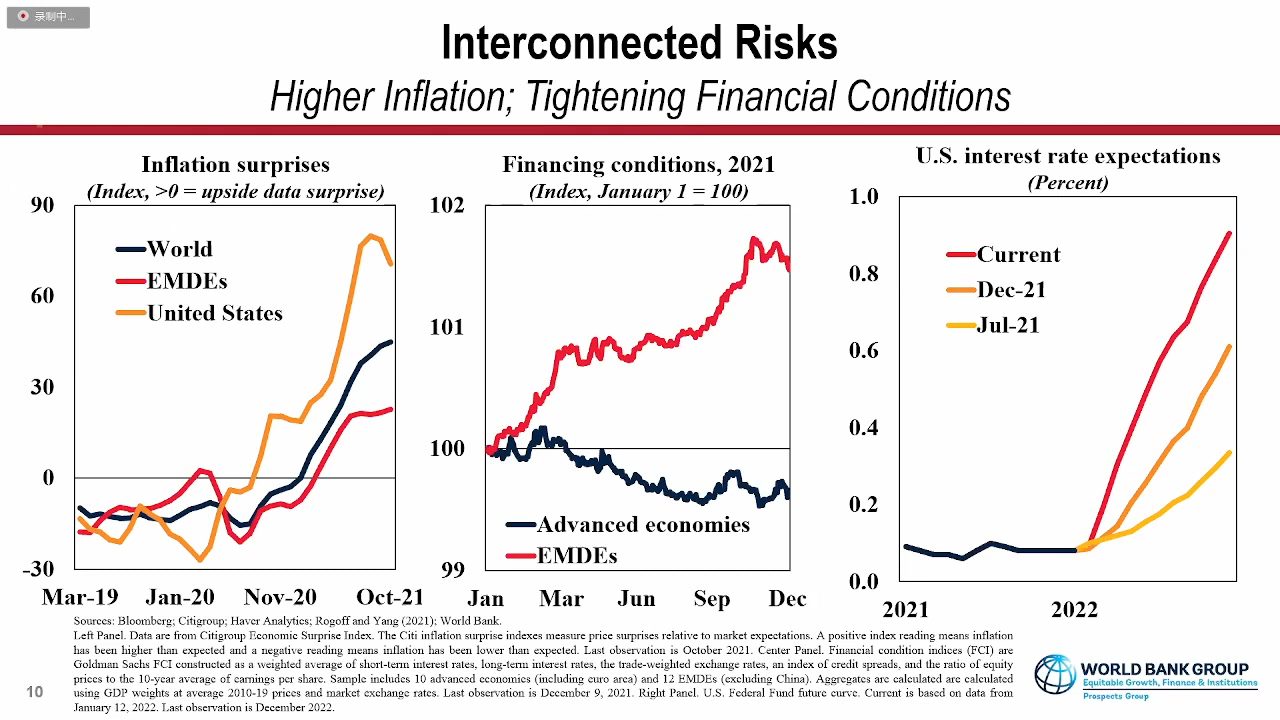 录制中...
Interconnected Risks
Higher Inflation; Tightening Financial Conditions
Inflation surprises
(Index, >0 = upside data surprise)
90
60
30
0
-30
World
EMDEs
United States
Mar-19 Jan-20 Nov-20 Oct-21
Financing conditions, 2021
(Index, January 1 = 100)
102
101
100
99
Advanced economies
EMDEs
Jan Mar Jun Sep Dec
U.S. interest rate expectations
(Percent)
1.0
0.8
0.6
0.4
0.2
0.0
Current
Dec-21
Jul-21
2021 2022
Sources: Bloomberg; Citigroup; Haver Analytics; Rogoff and Yang (2021); World Bank.
Left Panel. Data are from Citigroup Economic Surprise Index. The Citi inflation surprise indexes measure price surprises relative to market expectations. A positive index reading means inflation
has been higher than expected and a negative reading means inflation has been lower than expected. Last observation is October 2021. Center Panel. Financial condition indices (FCI) are
Goldman Sachs FCI constructed as a weighted average of short-term interest rates, long-term interest rates, the trade-weighted exchange rates, an index of credit spreads, and the ratio of equity
prices to the 10-year average of earnings per share. Sample includes 10 advanced economies (including euro area) and 12 EMDEs (excluding China). Aggregates are calculated are calculated
using GDP weights at average 2010-19 prices and market exchange rates. Last observation is December 9, 2021. Right Panel. U.S. Federal Fund future curve. Current is based on data from
January 12, 2022. Last observation is December 2022.
10
WORLD BANK GROUP
Equitable Growth, Finance & Institutions
Prospects Group